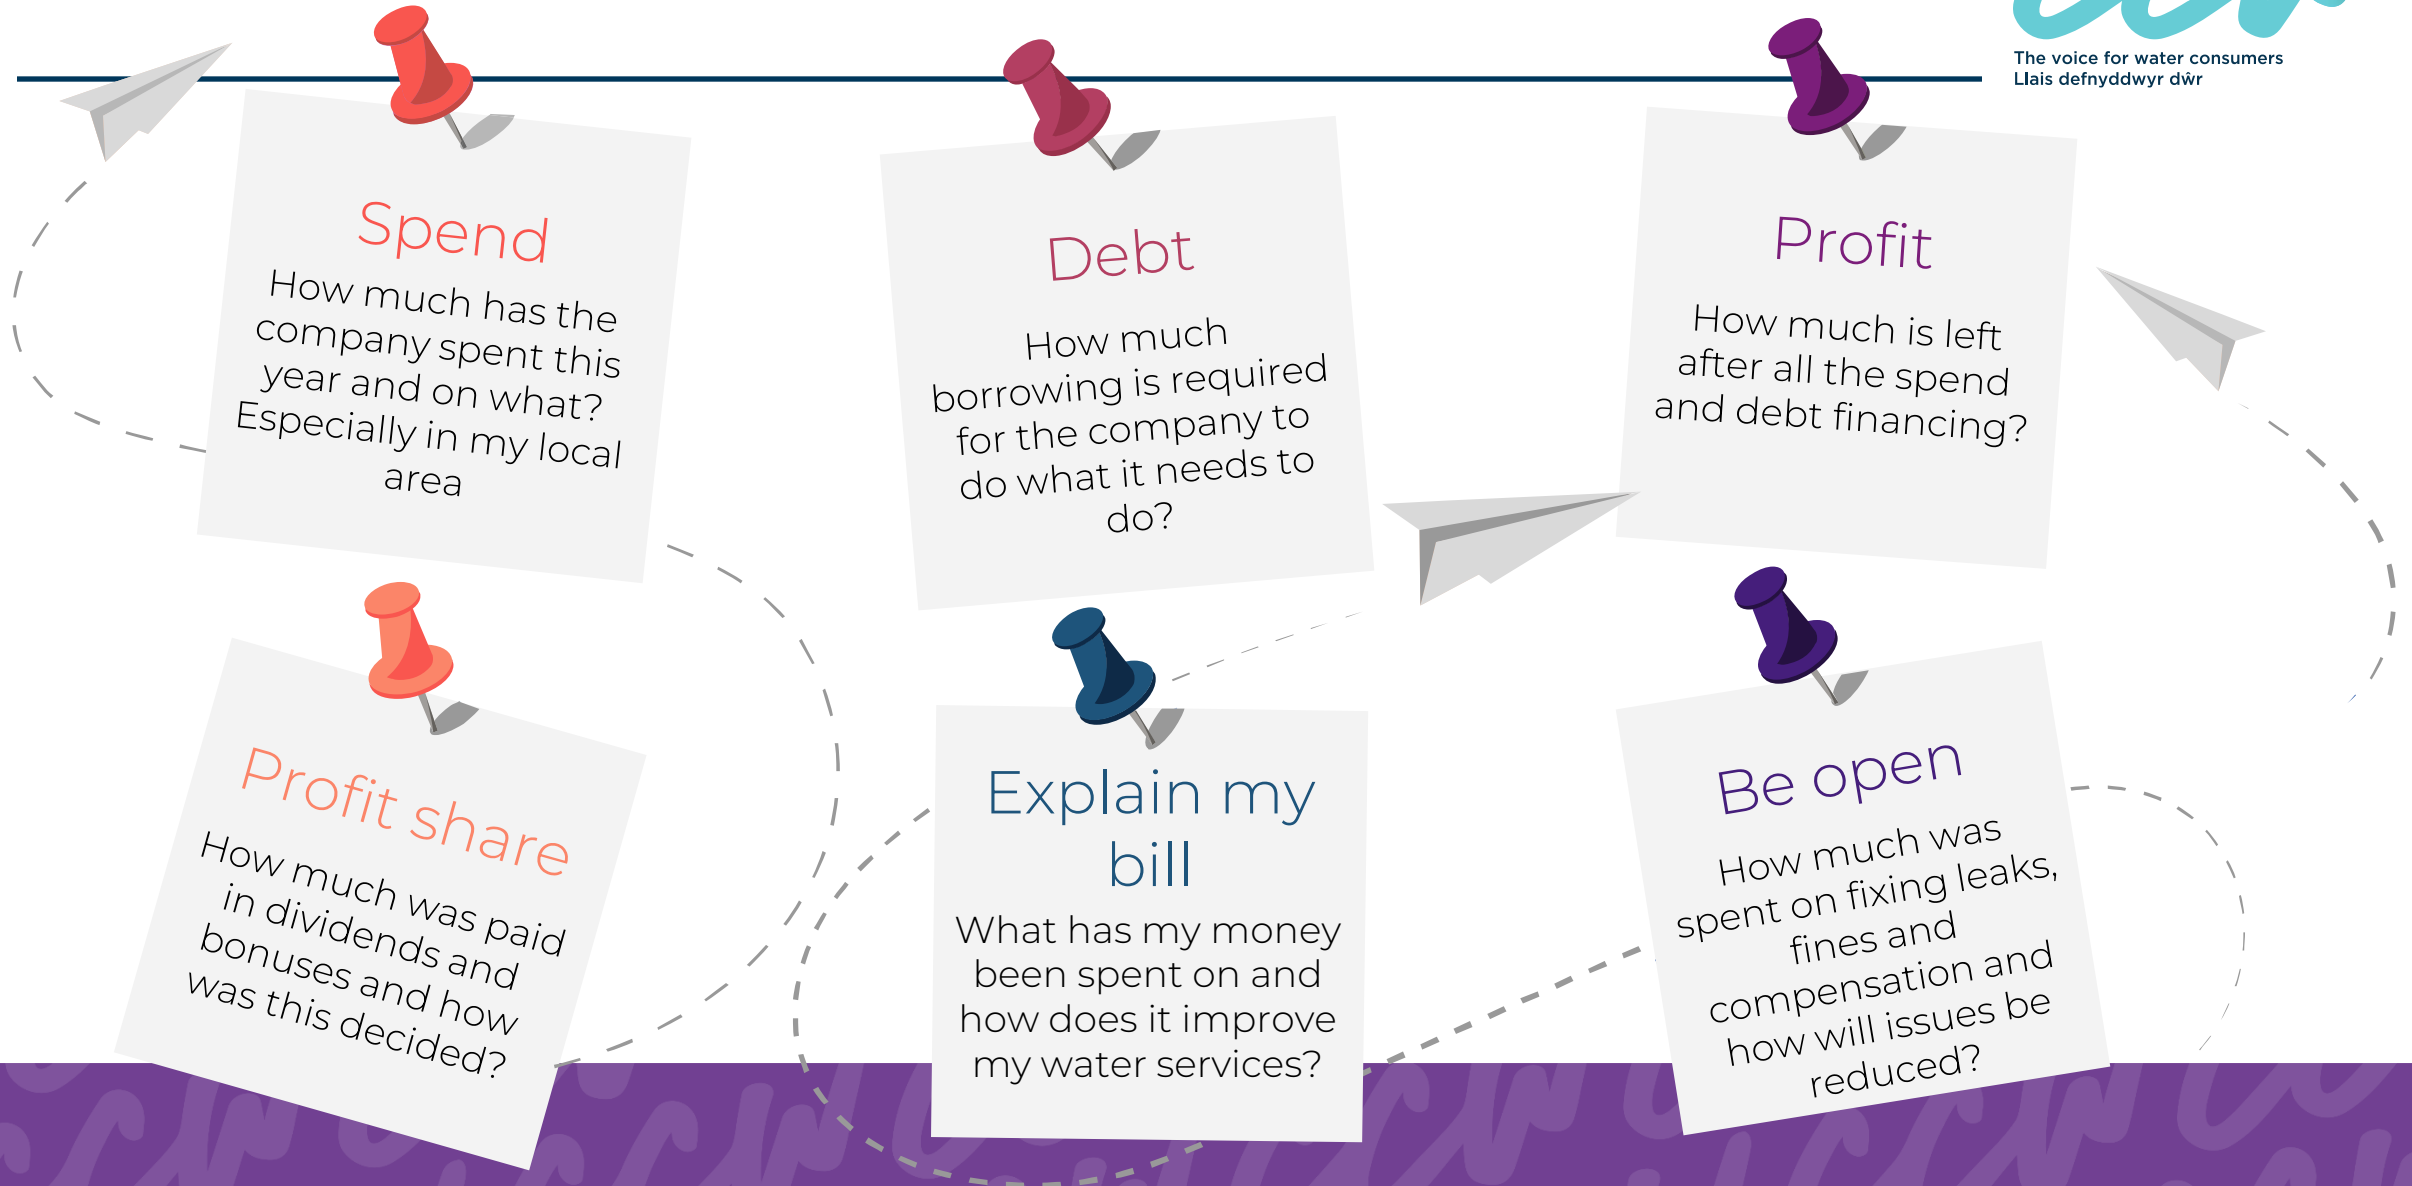 The voice for water consumers
Llais defnyddwyr dŵr
Spend
How much has the
company spent this
year and on what?
Especially in my local
area
Debt
How much
borrowing is required
for the company to
do what it needs to
do?
Profit
How much is left
after all the spend
and debt financing?
Profit share
How much was paid
in dividends and
bonuses and how
was this decided?
Explain my
bill
What has my money
been spent on and
how does it improve
my water services?
Be open
How much was
spent on fixing leaks,
fines and
compensation and
how will issues be
reduced?